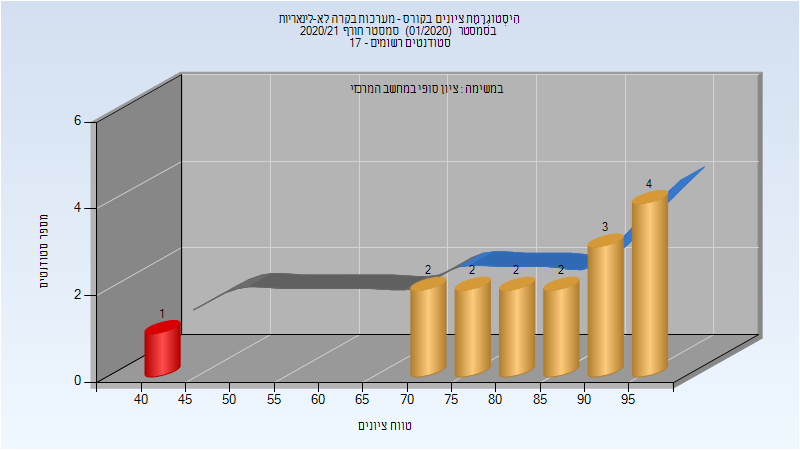 היסטוגרמת ציונים בקורס - מערכות בקרה לא-לינאריות
בסמסטר (01/2020) סמסטר חורף 2020/21
סטודנטים רשומים - 17
במשימה : ציון סופי במחשב המרכזי
מספר סטודנטים
6
4
2
0
1
2
2
2
2
3
4
40 45 50 55 60 65 70 75 80 85 90 95
טווח ציונים